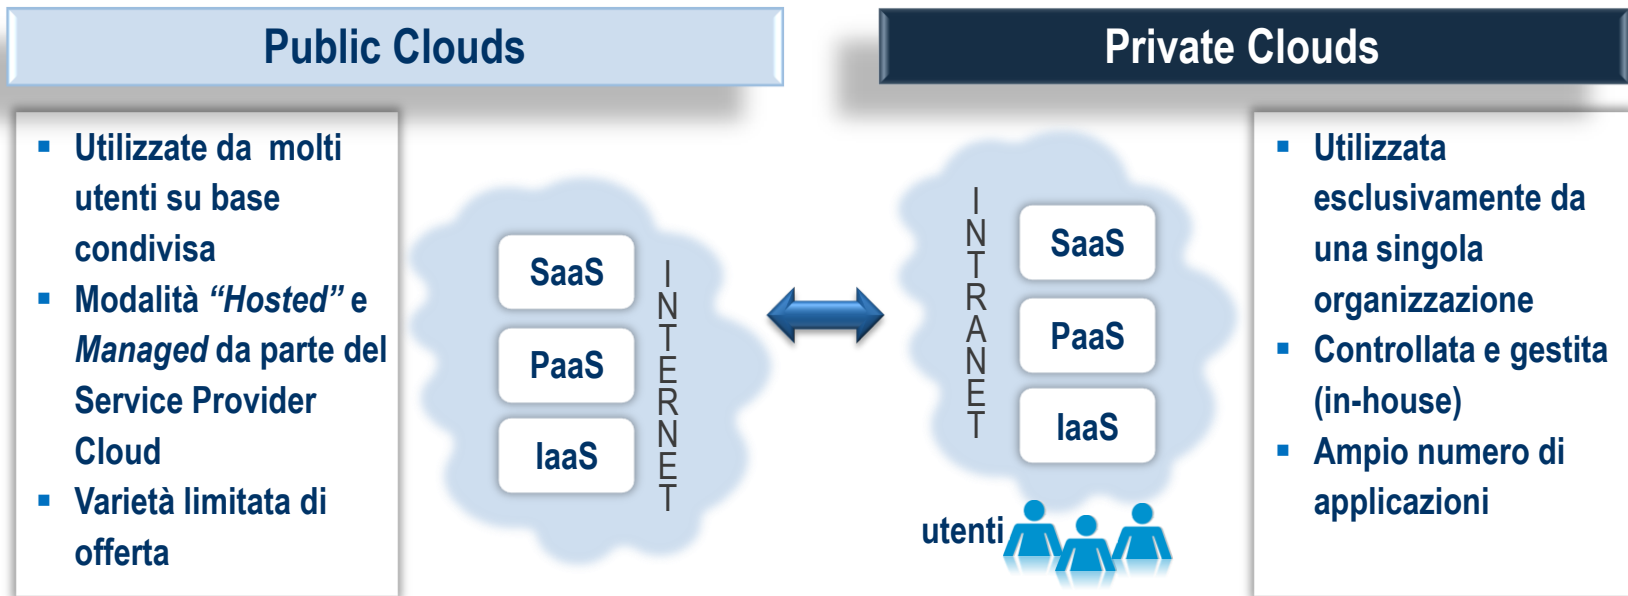 Public Clouds
Private Clouds
▪ Utilizzate da molti
utenti su base
condivisa
▪ Modalità “Hosted” e
Managed da parte del
Service Provider
Cloud
▪ Varietà limitata di
offerta
SaaS
PaaS
IaaS
INTERNET
INTRANET
SaaS
PaaS
IaaS
utenti
▪ Utilizzata
esclusivamente da
una singola
organizzazione
▪ Controllata e gestita
(in-house)
▪ Ampio numero di
applicazioni